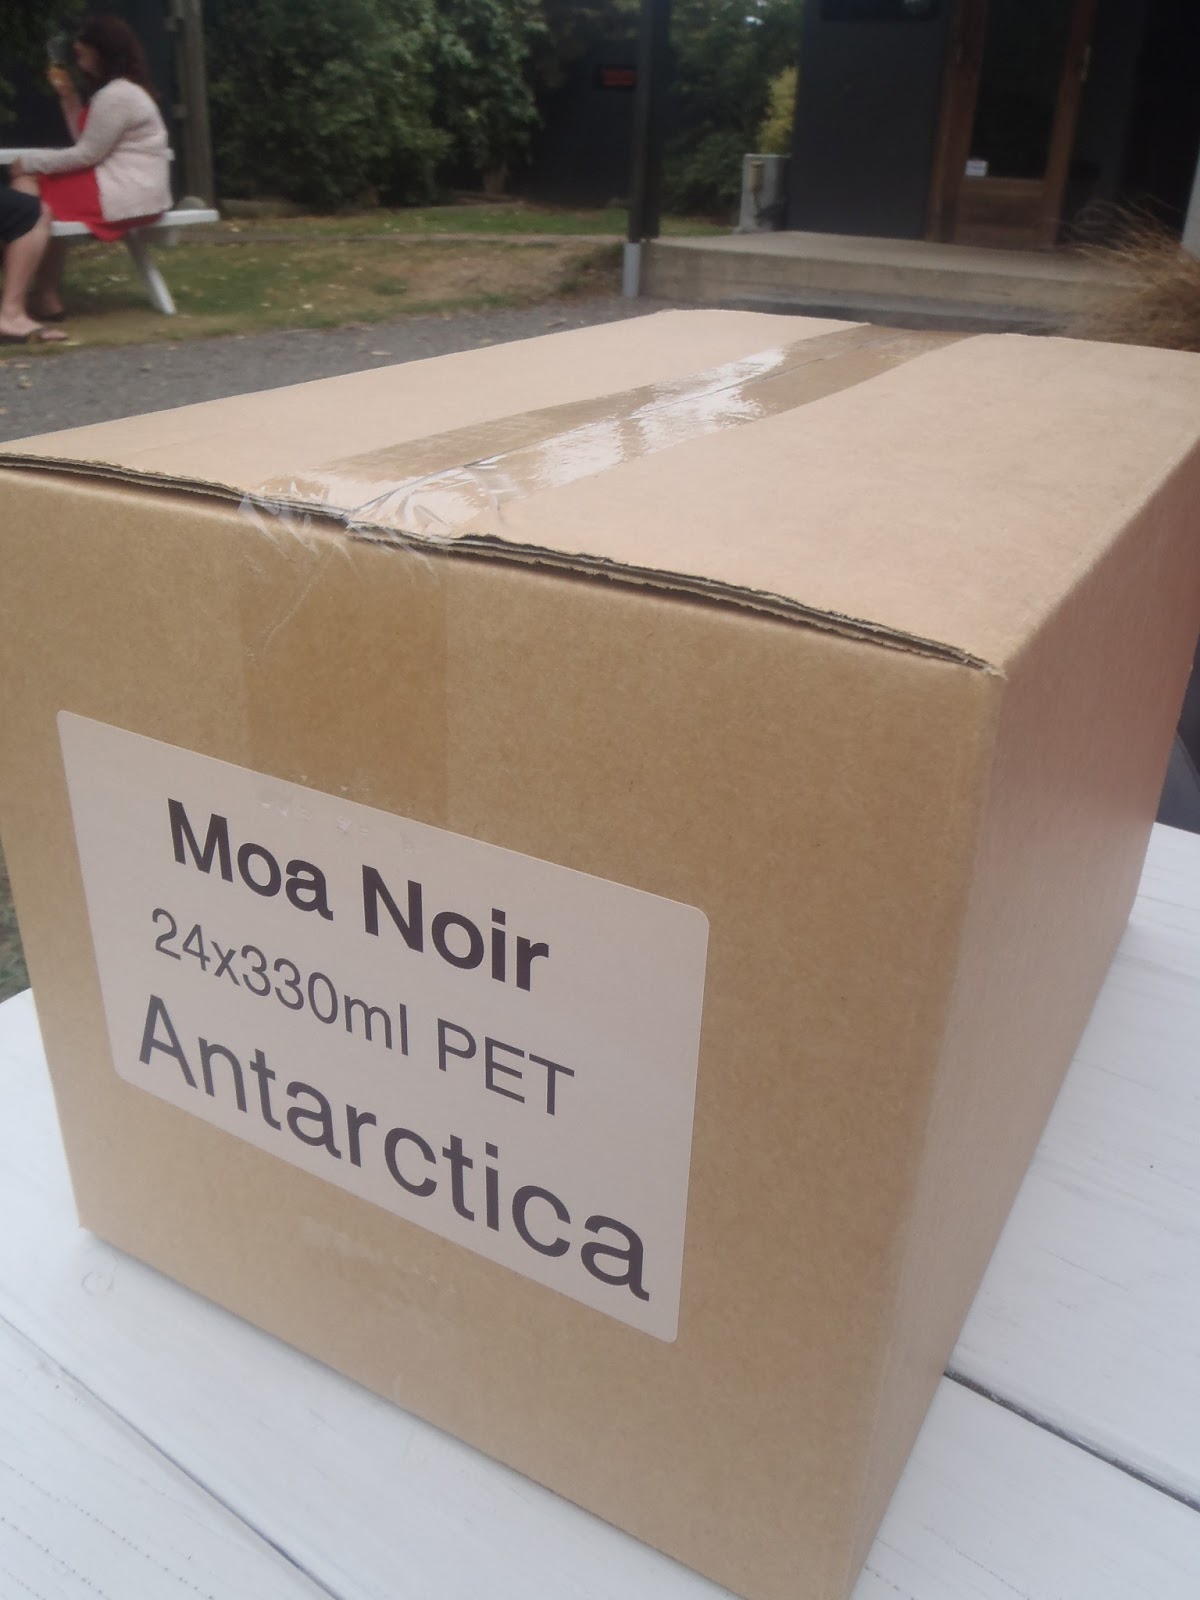 Moa Noir
24x330ml PET
Antarctica